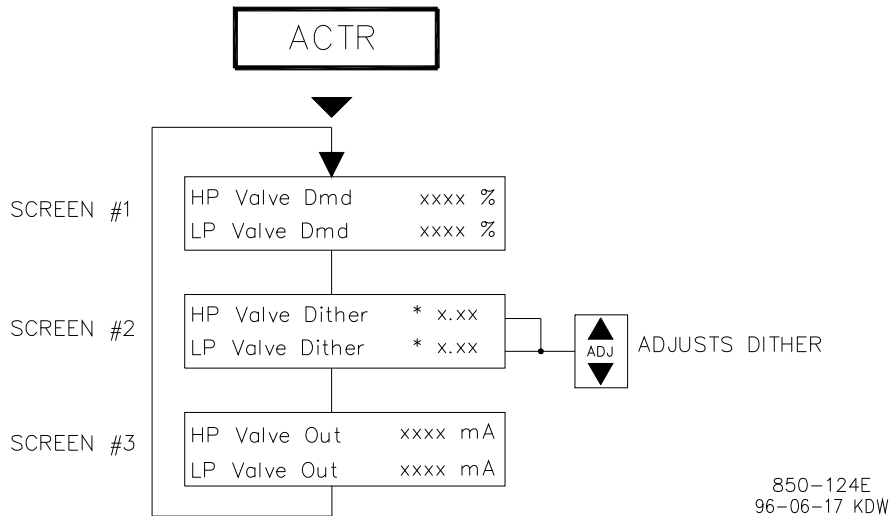 ACTR
SCREEN #1
HP Valve Dmd xxxx %
LP Valve Dmd xxxx %
SCREEN #2
HP Valve Dither * x.xx
LP Valve Dither * x.xx
ADJ
ADJUSTS DITHER
SCREEN #3
HP Valve Out xxxx mA
LP Valve Out xxxx mA
850-124E
96-06-17 KDW